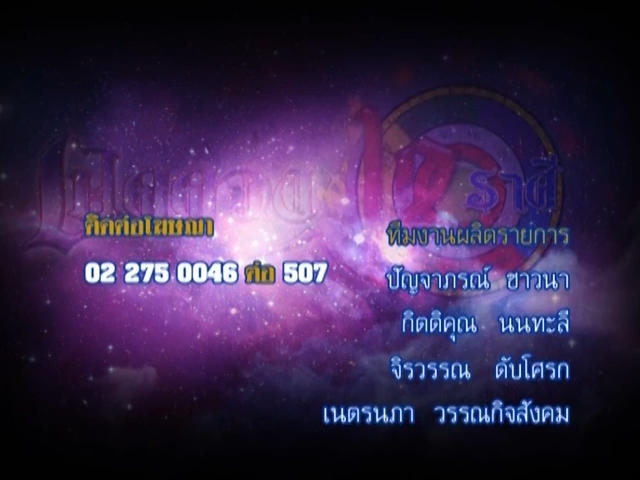 ราศี
ติดต่อโฆษณา
02 275 0046 ต่อ 507
ทีมงานผลิตรายการ
ปัญจาภรณ์ ชาวนา
กิตติคุณ นนทะลี
จิรวรรณ ดับโศรก
เนตรนภา วรรณกิจสังคม